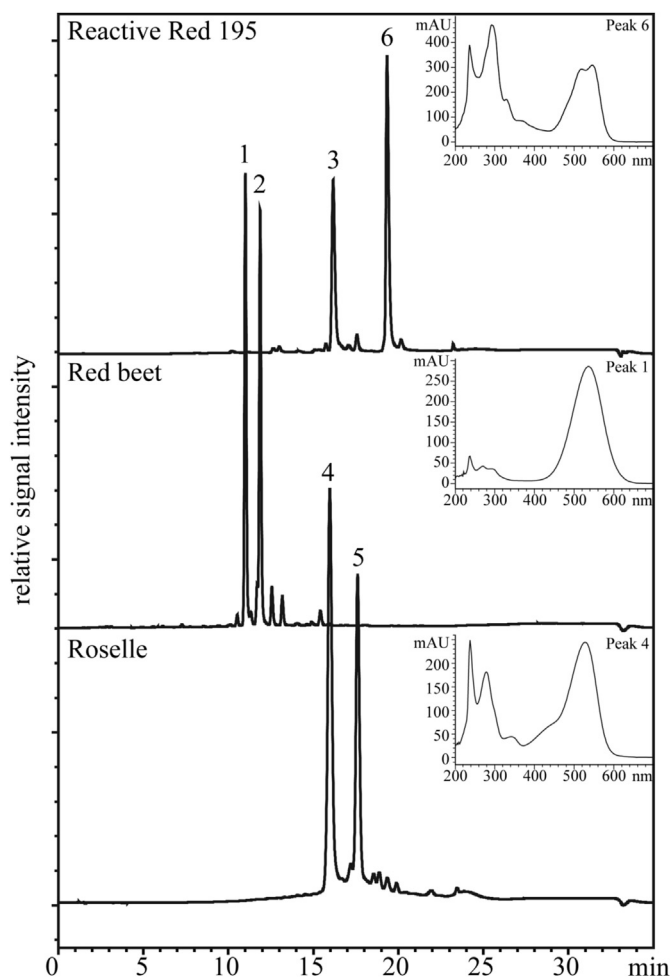 Reactive Red 195
6
1
2
3
mAU
Peak 6
400
300
200
100
0
200 300 400 500 600 nm
Red beet
4
5
mAU
Peak 1
250
200
150
100
50
0
200 300 400 500 600 nm
Roselle
mAU
Peak 4
200
150
100
50
0
200 300 400 500 600 nm
relative signal intensity
0 5 10 15 20 25 30 min